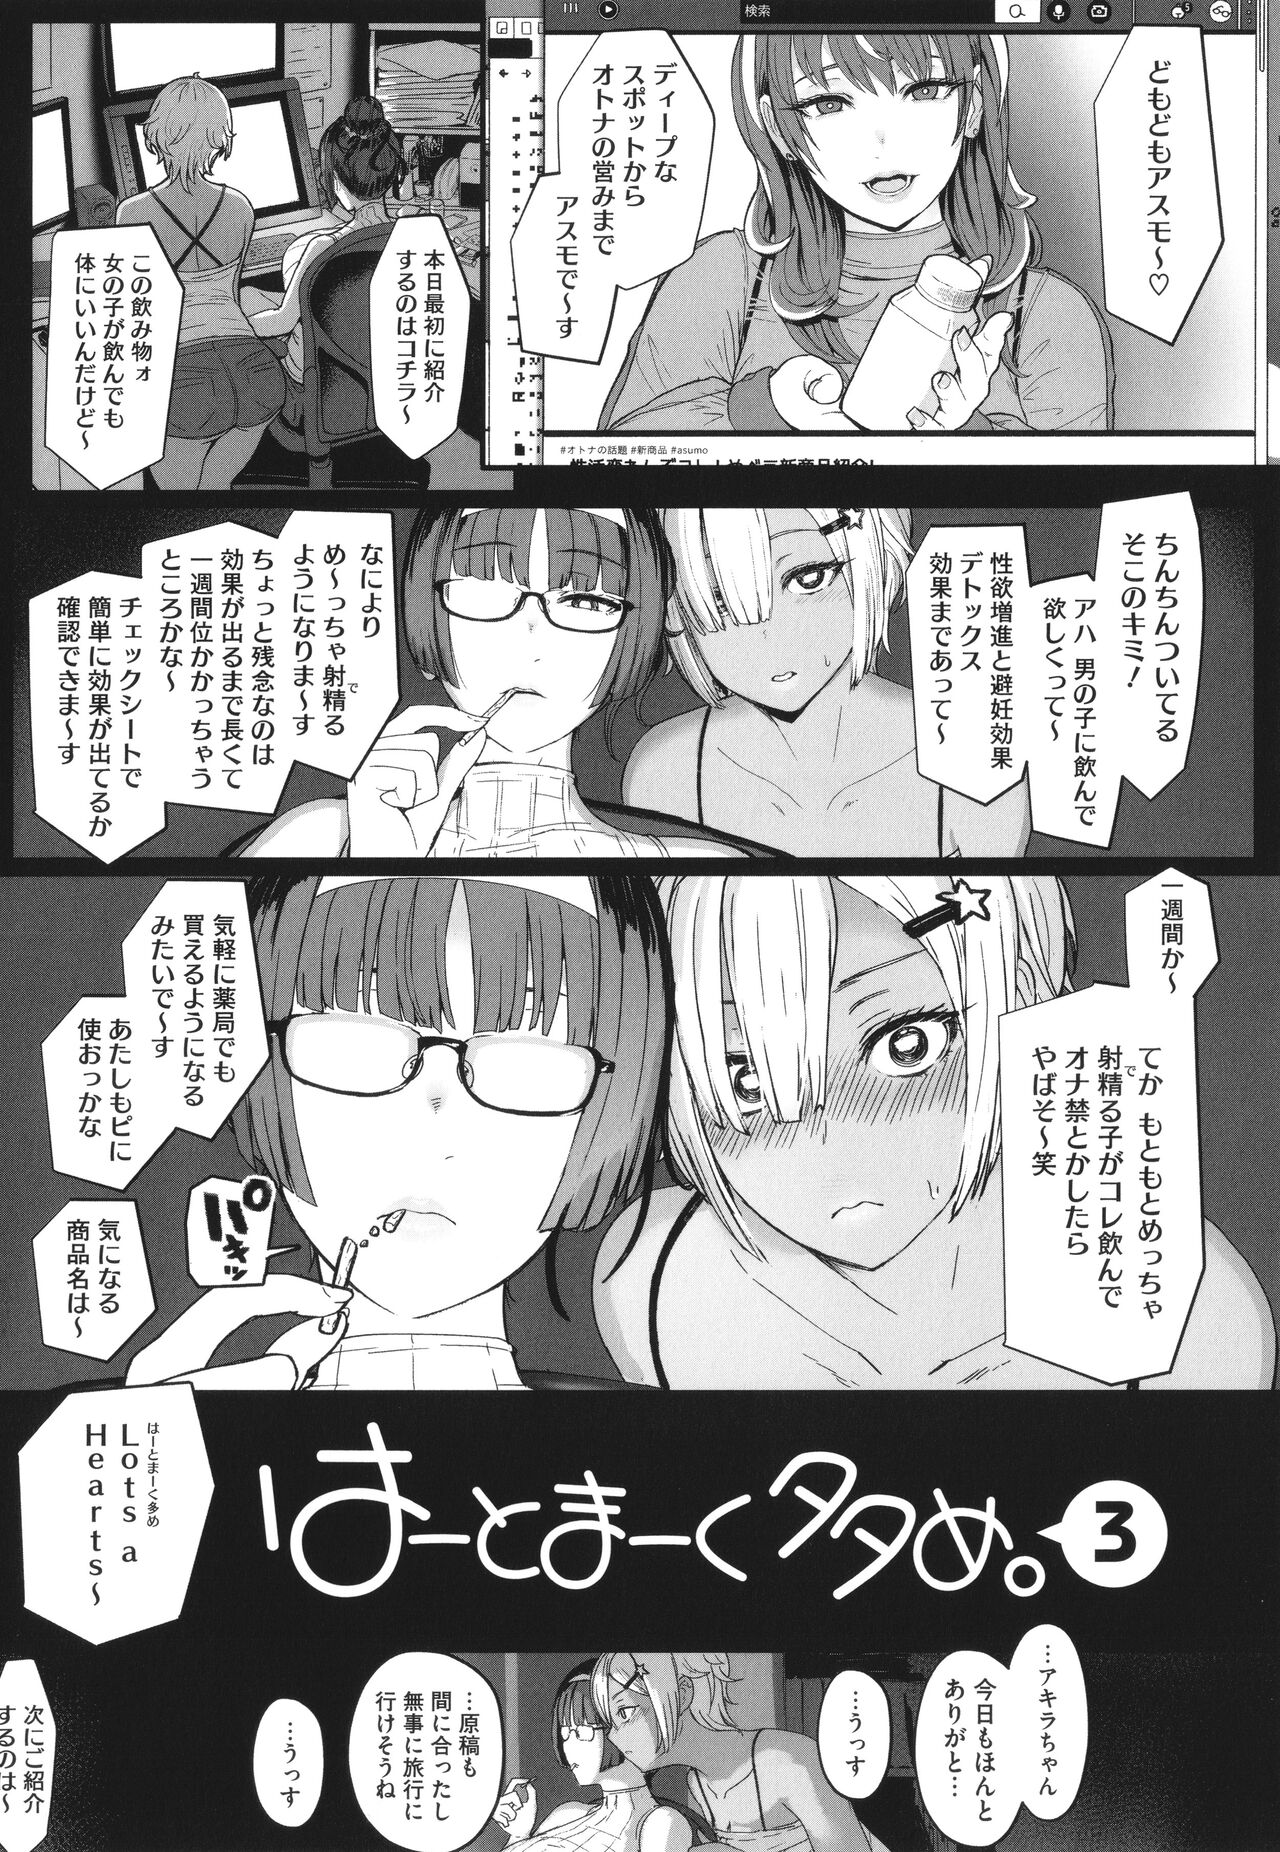 検索
5
どもどもアスモ～♡
ディープな
スポットから
オトナの営みまで
アスモで～す
#オトナの話題 #新商品 #asumo
本日最初に紹介
するのはコチラ～
この飲み物ォ
女の子が飲んでも
体にいいんだけど～
ちんちんついてる
そこのキミ！
アハ 男の子に飲んで
欲しくって～
性欲増進と避妊効果
デトックス
効果まであって～
なにより
め～っちゃ射精る
で
ようになりま～す
ちょっと残念なのは
効果が出るまで長くて
一週間位かかっちゃう
ところかな～
チェックシートで
簡単に効果が出てるか
確認できま～す
一週間か～
てか もともとめっちゃ
射精る子がコレ飲んで
で
オナ禁とかしたら
やばそ～笑
気軽に薬局でも
買えるようになる
みたいで～す
あたしもピに
使おっかな
パキッ
気になる
商品名は～
はーとまーく多め
Lots a
Hearts～
はーとまーく多め。
3
…アキラちゃん
今日もほんと
ありがと…
…うっす
…原稿も
間に合ったし
無事に旅行に
行けそうね
…うっす
次にご紹介
するのは～